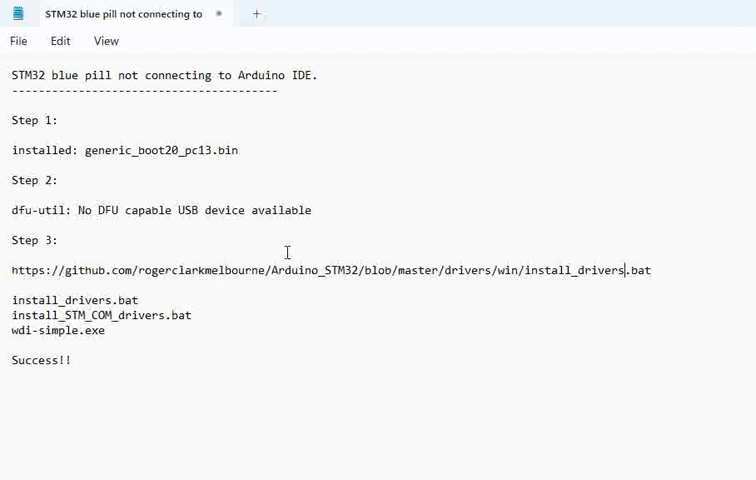 STM32 blue pill not connecting to
File Edit View
STM32 blue pill not connecting to Arduino IDE.
----------------------------------------
Step 1:
installed: generic_boot20_pc13.bin
Step 2:
dfu-util: No DFU capable USB device available
Step 3:
https://github.com/rogerclarkmelbourne/Arduino_STM32/blob/master/drivers/win/install_drivers.bat
install_drivers.bat
install_STM_COM_drivers.bat
wdi-simple.exe
Success!!